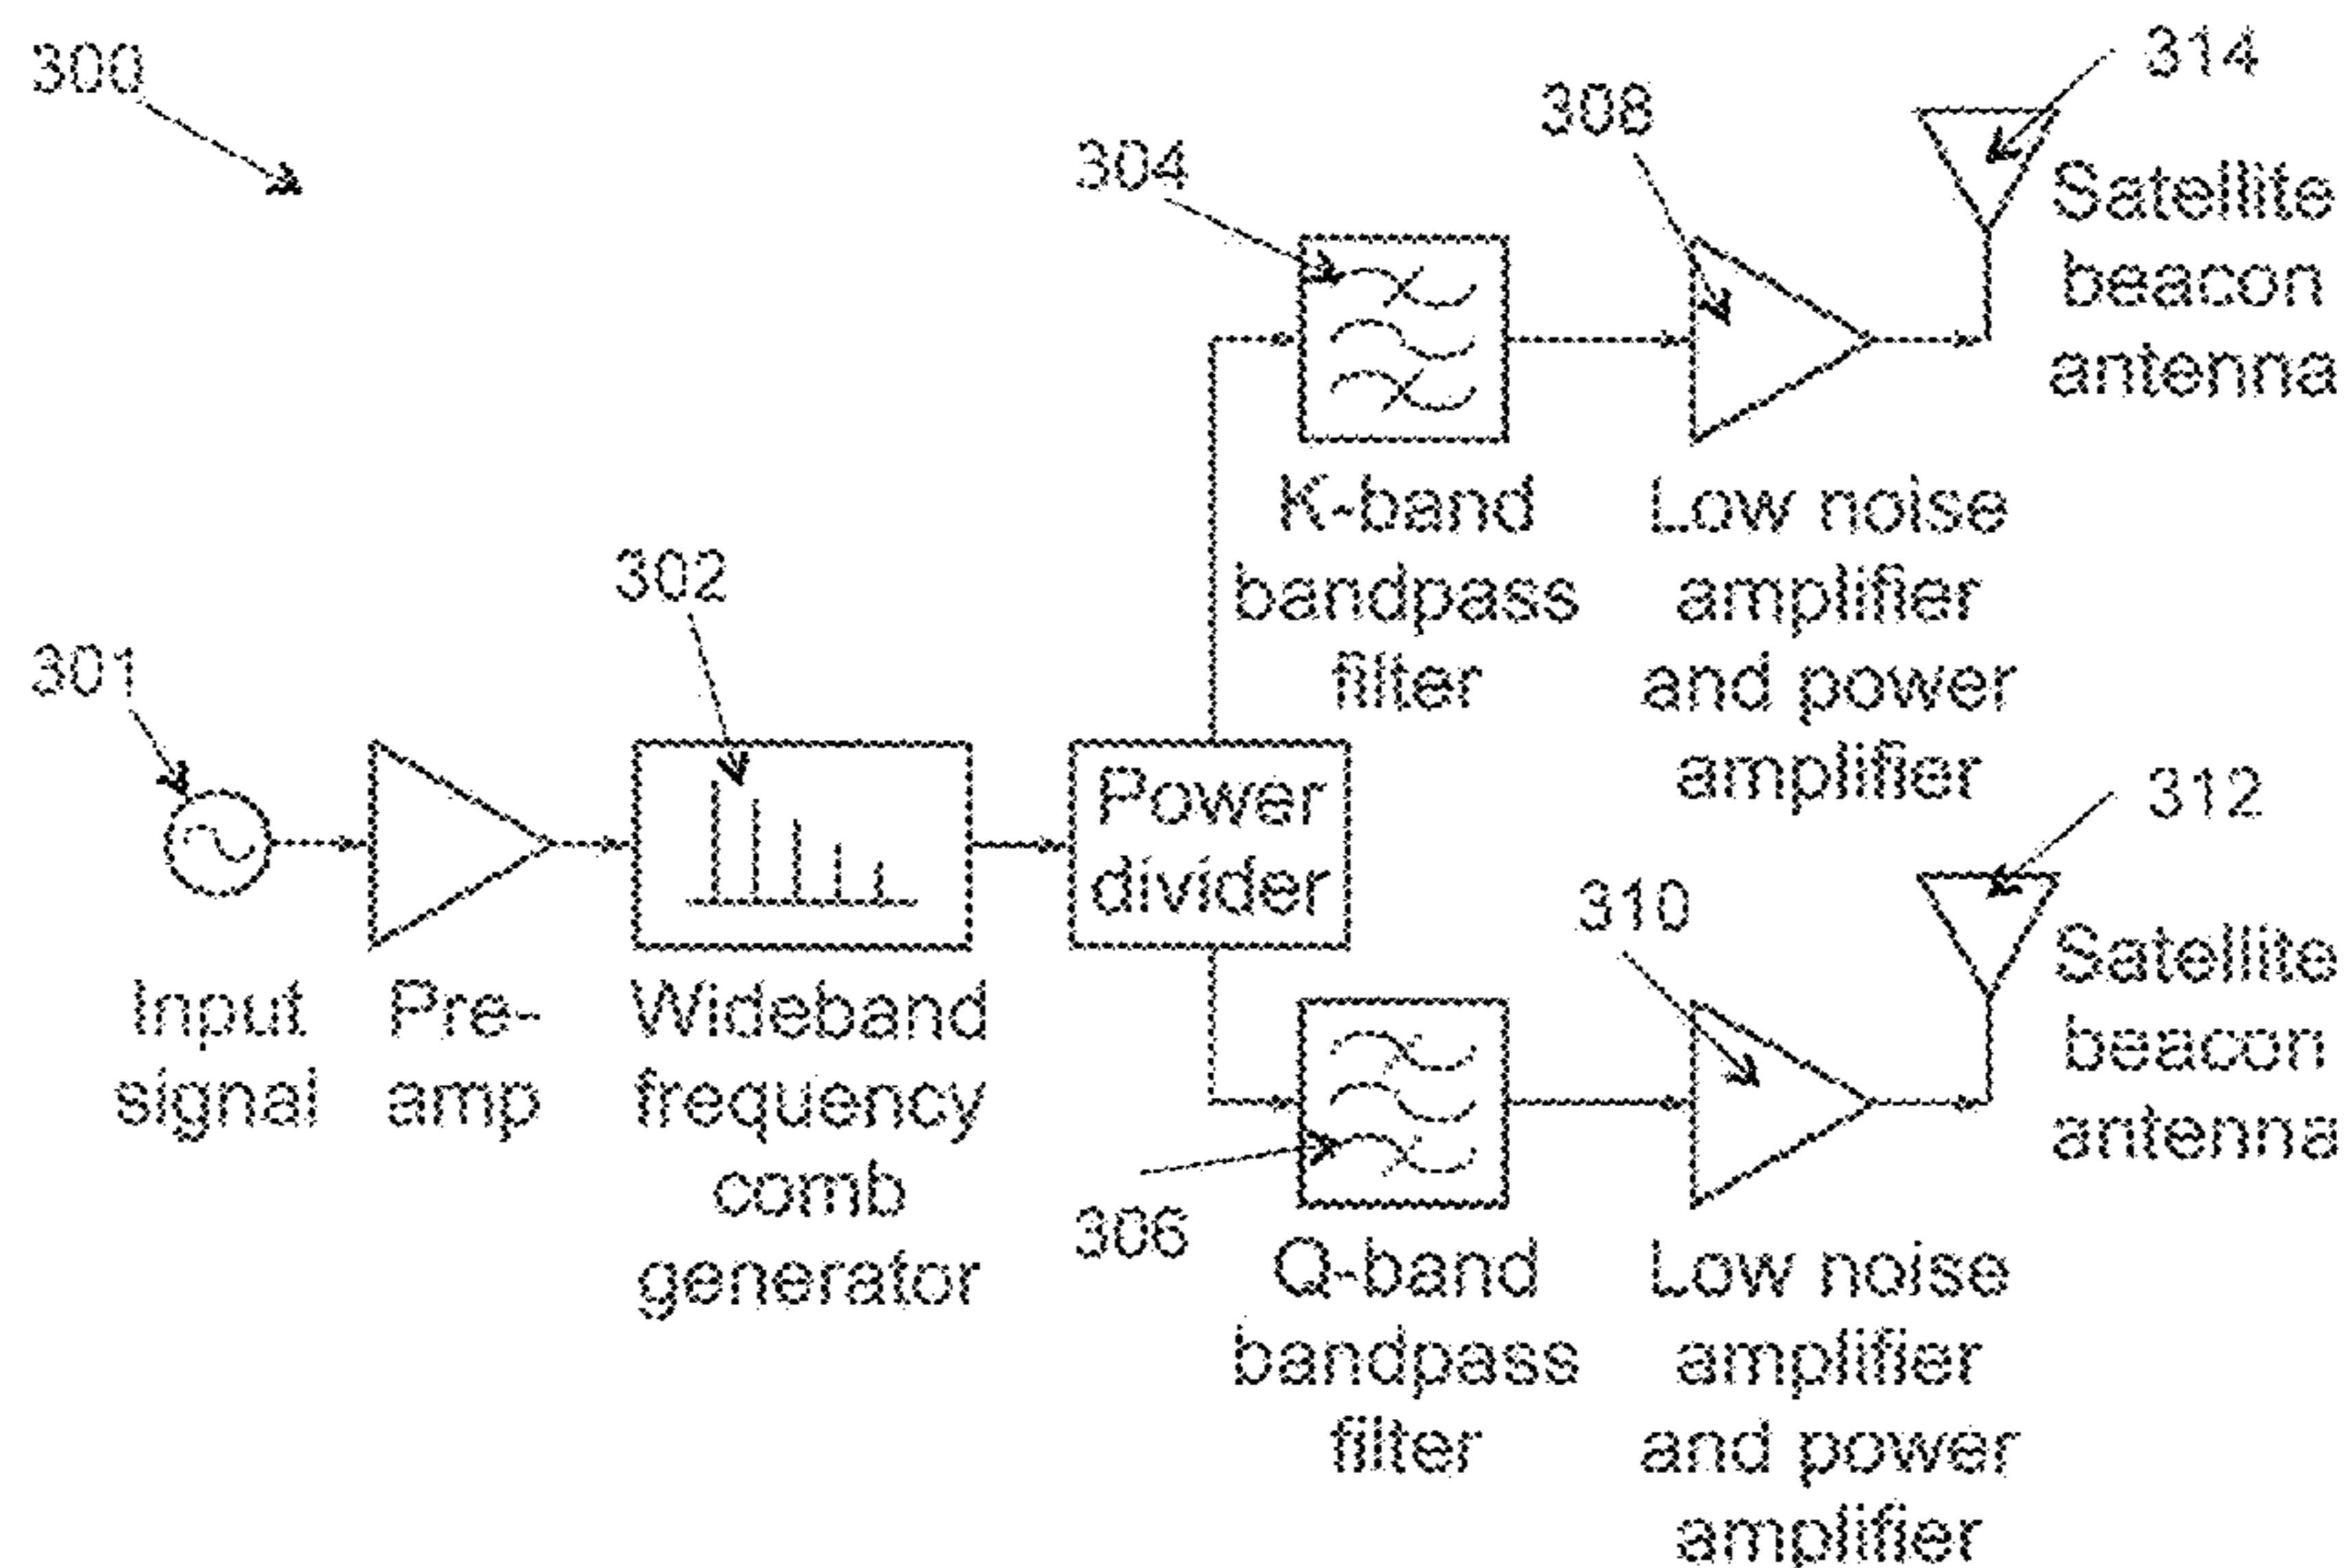 300
314
308
304
Satellite
beacon
antenna
K-band
bandpass
filter
Low noise
amplifier
and power
amplifier
302
301
Power
divider
312
310
Input
signal
Pre-
amp
Wideband
frequency
comb
generator
Satellite
beacon
antenna
306
Q-band
bandpass
filter
Low noise
amplifier
and power
amplifier